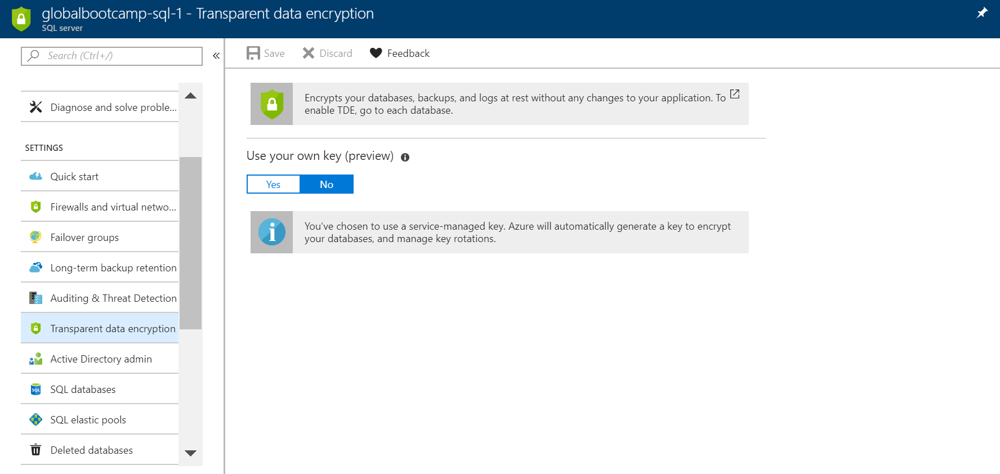 globalbootcamp-sql-1 - Transparent data encryption
SQL server
Search (Ctrl+/)
«
Save
Discard
Feedback
Diagnose and solve proble...
SETTINGS
Quick start
Firewalls and virtual netwo...
Failover groups
Long-term backup retention
Auditing & Threat Detection
Transparent data encryption
Active Directory admin
SQL
SQL databases
SQL elastic pools
Deleted databases
Encrypts your databases, backups, and logs at rest without any changes to your application. To
enable TDE, go to each database.
Use your own key (preview)
Yes
No
You've chosen to use a service-managed key. Azure will automatically generate a key to encrypt
your databases, and manage key rotations.